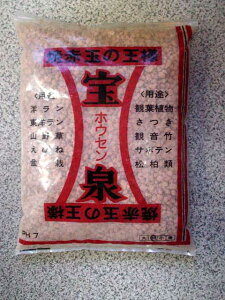 焼赤玉の王様
宝泉
ホウセン
<用途>
洋ラン
東洋ラン
山野草
えびね
盆栽
<用途>
観葉植物
さつき
観音竹
サボテン
松柏類
焼赤玉の王様